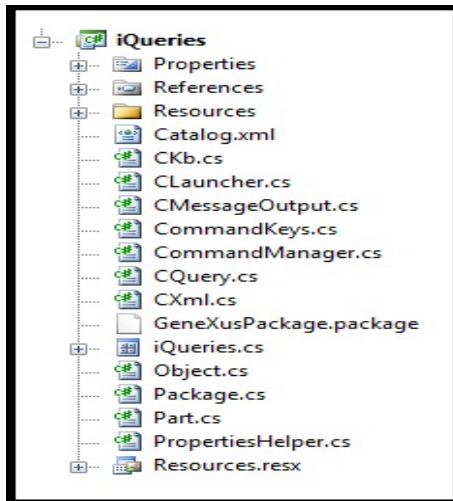 iQueries
Properties
References
Resources
Catalog.xml
CKb.cs
CLauncher.cs
CMessageOutput.cs
CommandKeys.cs
CommandManager.cs
CQuery.cs
CXml.cs
GeneXusPackage.package
iQueries.cs
Object.cs
Package.cs
Part.cs
PropertiesHelper.cs
Resources.resx